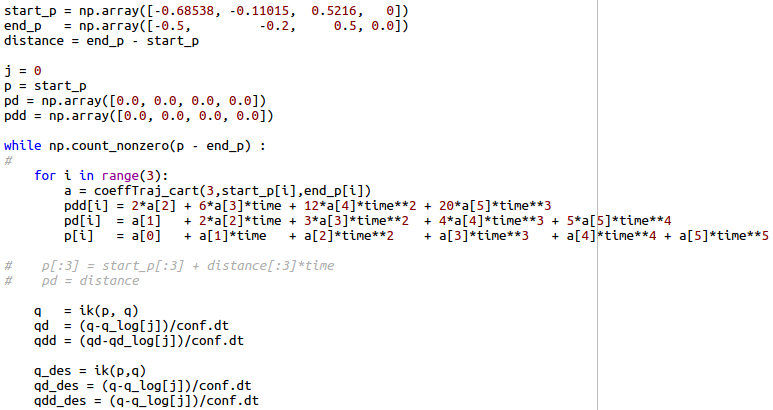 start_p = np.array([-0.68538, -0.11015,  0.5216,   0])
end_p   = np.array([-0.5,         -0.2,     0.5, 0.0])
distance = end_p - start_p
j = 0
p = start_p
pd = np.array([0.0, 0.0, 0.0, 0.0])
pdd = np.array([0.0, 0.0, 0.0, 0.0])
while np.count_nonzero(p - end_p) :
#
    for i in range(3):
        a = coeffTraj_cart(3,start_p[i],end_p[i])
        pdd[i] = 2*a[2] + 6*a[3]*time + 12*a[4]*time**2 + 20*a[5]*time**3
        pd[i]  = a[1]   + 2*a[2]*time + 3*a[3]*time**2  + 4*a[4]*time**3 + 5*a[5]*time**4
        p[i]   = a[0]   + a[1]*time   + a[2]*time**2    + a[3]*time**3   + a[4]*time**4 + a[5]*time**5
#    p[:3] = start_p[:3] + distance[:3]*time
#    pd = distance
    q   = ik(p, q)
    qd  = (q-q_log[j])/conf.dt
    qdd = (qd-qd_log[j])/conf.dt
    q_des = ik(p,q)
    qd_des = (q-q_log[j])/conf.dt
    qdd_des = (q-q_log[j])/conf.dt